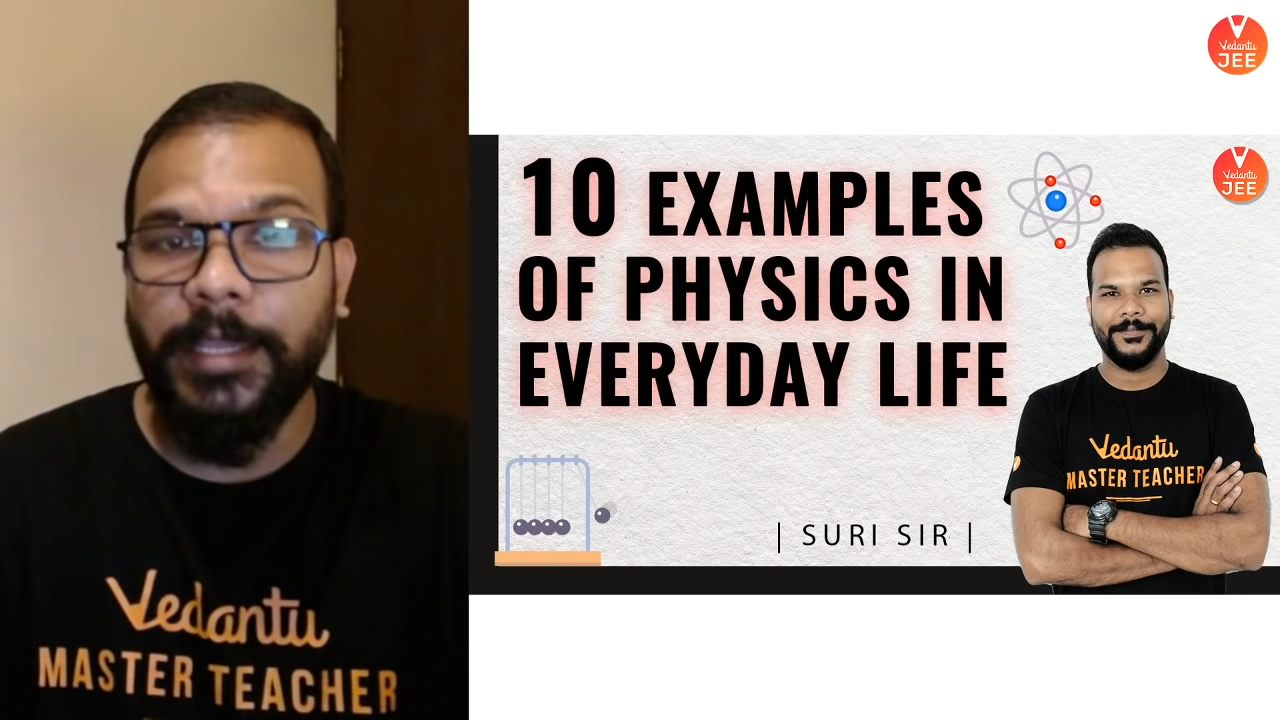 Vedantu
MASTER TEACHER
Vedantu
JEE
10 EXAMPLES
OF PHYSICS IN
EVERYDAY LIFE
Vedantu
JEE
Vedantu
MASTER TEACHER
| SURI SIR |